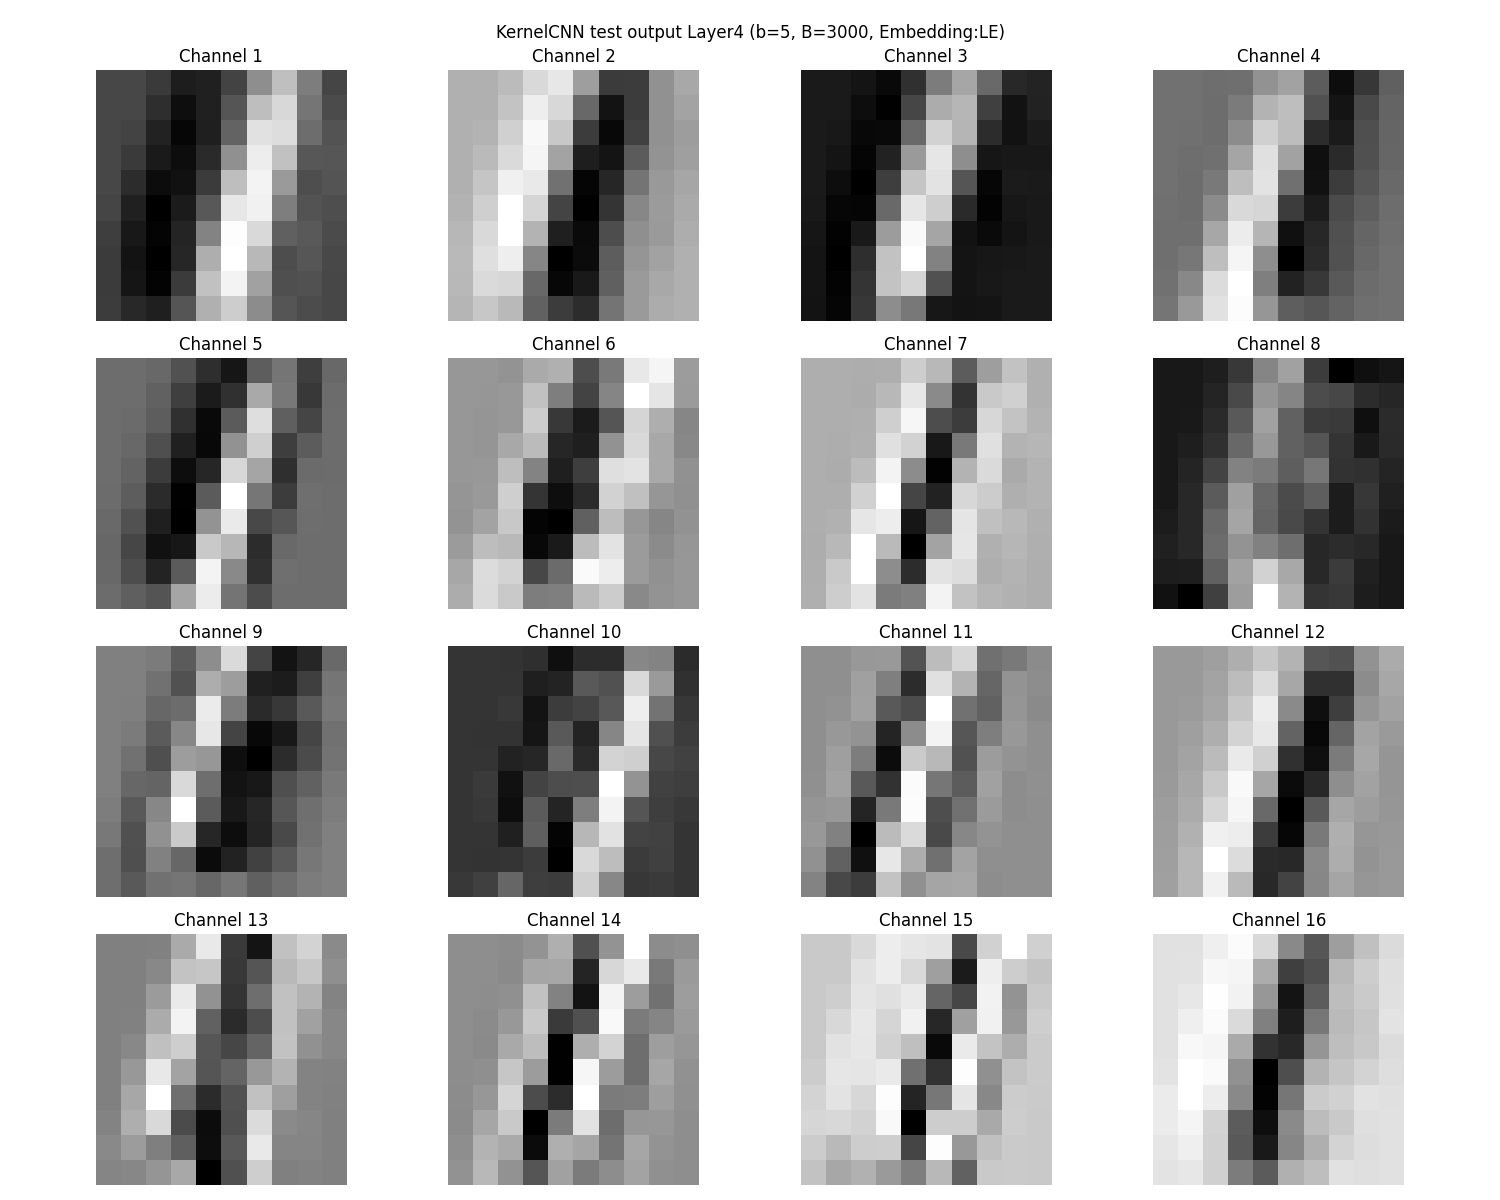 KernelCNN test output Layer4 (b=5, B=3000, Embedding:LE)
Channel 1
Channel 2
Channel 3
Channel 4
Channel 5
Channel 6
Channel 7
Channel 8
Channel 9
Channel 10
Channel 11
Channel 12
Channel 13
Channel 14
Channel 15
Channel 16